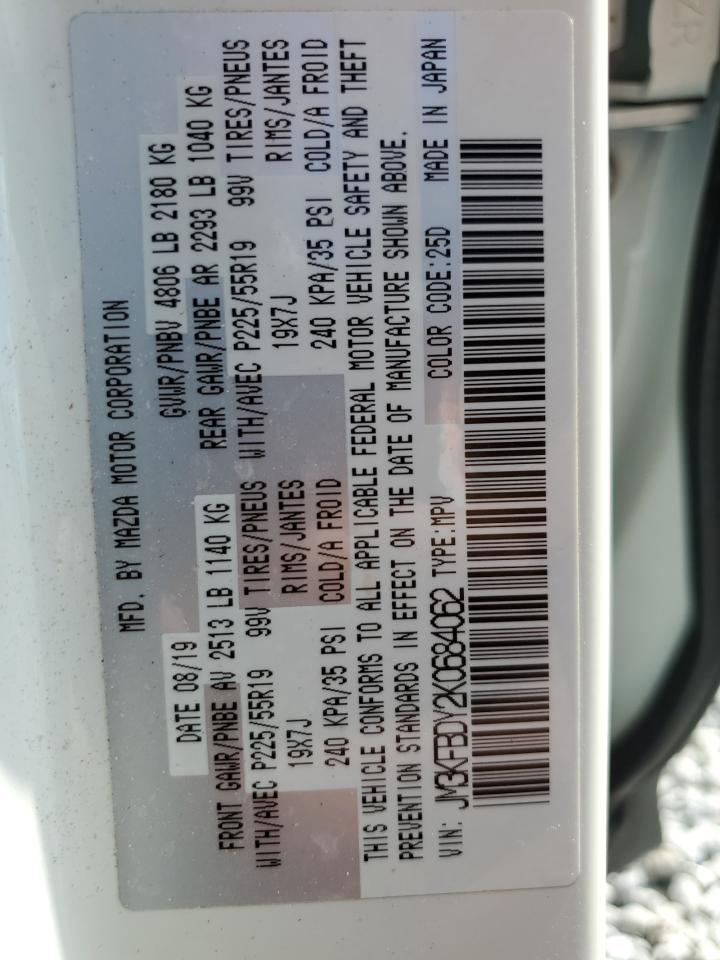 MFD. BY MAZDA MOTOR CORPORATION
DATE 08/19 GVWR/PNBV 4806 LB 2180 KG
FRONT GAWR/PNBE AV 2513 LB 1140 KG REAR GAWR/PNBE AR 2293 LB 1040 KG
WITH/AVEC P225/55R19 99V TIRES/PNEUS WITH/AVEC P225/55R19 99V TIRES/PNEUS
19X7J RIMS/JANTES 19X7J RIMS/JANTES
240 KPA/35 PSI COLD/A FROID 240 KPA/35 PSI COLD/A FROID
THIS VEHICLE CONFORMS TO ALL APPLICABLE FEDERAL MOTOR VEHICLE SAFETY AND THEFT
PREVENTION STANDARDS IN EFFECT ON THE DATE OF MANUFACTURE SHOWN ABOVE.
VIN: JM3KFBDY2K0684062 TYPE:MPV COLOR CODE:25D MADE IN JAPAN